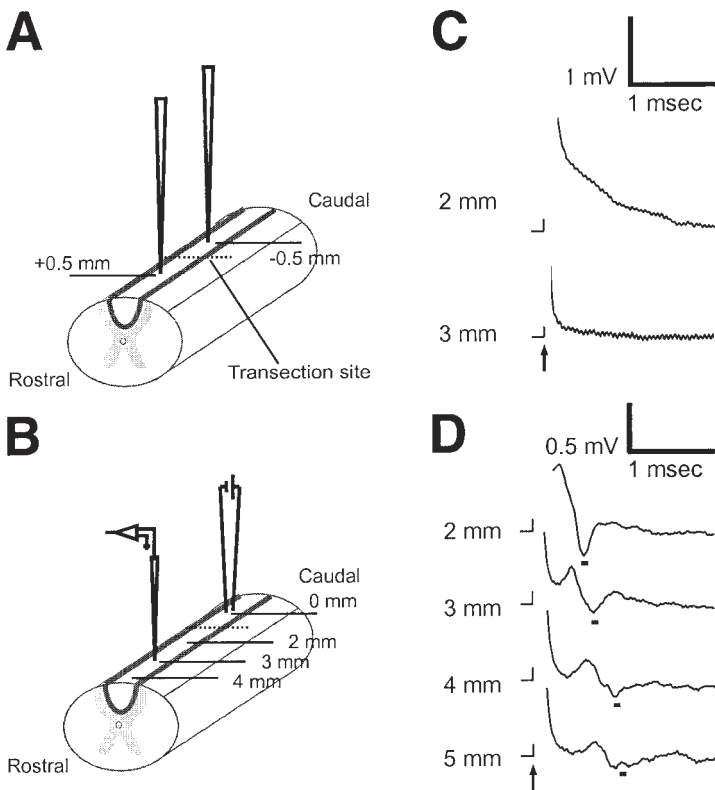 A
Caudal
+0.5 mm
-0.5 mm
Transection site
Rostral
B
Caudal
0 mm
2 mm
3 mm
4 mm
Rostral
C
1 mV
1 msec
2 mm
3 mm
D
0.5 mV
1 msec
2 mm
3 mm
4 mm
5 mm